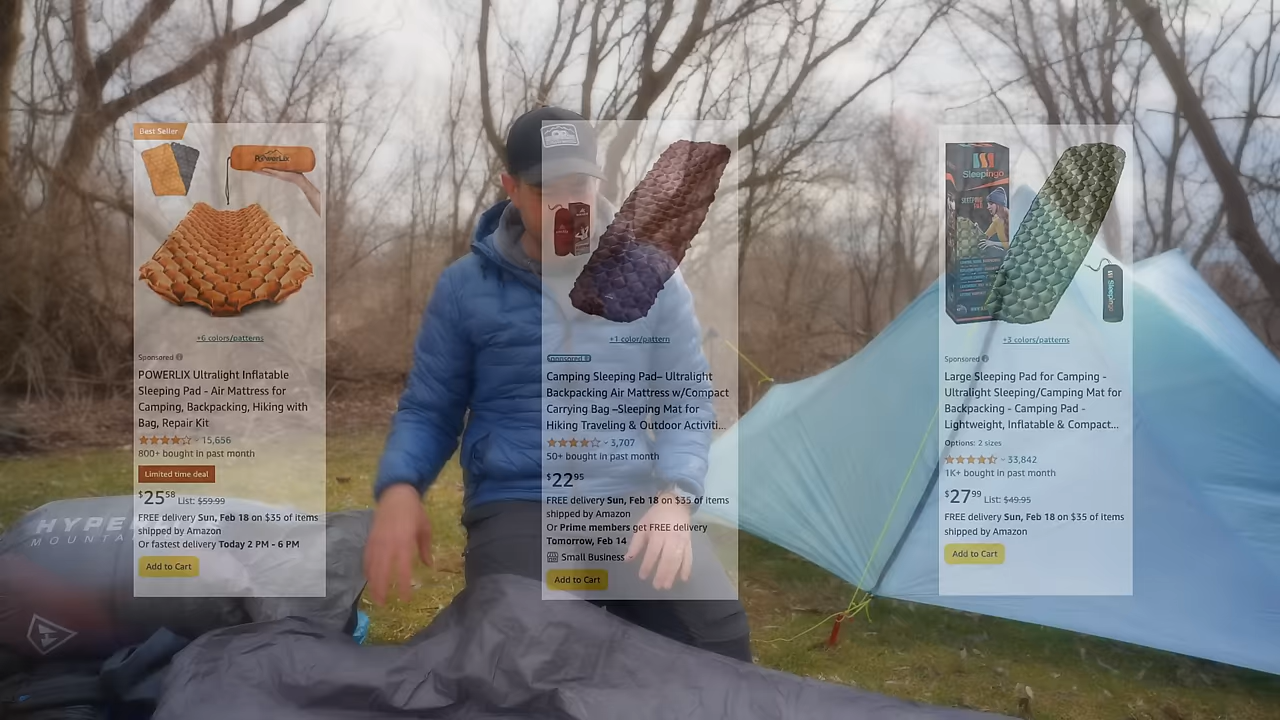 Best Seller
PowerLix
+6 colors/patterns
Sponsored
POWERLIX Ultralight Inflatable
Sleeping Pad - Air Mattress for
Camping, Backpacking, Hiking with
Bag, Repair Kit
15,656
800+ bought in past month
Limited time deal
$25 58 List: $59.99
FREE delivery Sun, Feb 18 on $35 of items
shipped by Amazon
Or fastest delivery Today 2 PM - 6 PM
Add to Cart
+1 color/pattern
Sponsored
Camping Sleeping Pad– Ultralight
Backpacking Air Mattress w/Compact
Carrying Bag –Sleeping Mat for
Hiking Traveling & Outdoor Activiti...
3,707
50+ bought in past month
$22 95
FREE delivery Sun, Feb 18 on $35 of items
shipped by Amazon
Or Prime members get FREE delivery
Tomorrow, Feb 14
Small Business
Add to Cart
Sleepingo
SLEEPING
PAD
Sleepingo
+3 colors/patterns
Sponsored
Large Sleeping Pad for Camping -
Ultralight Sleeping/Camping Mat for
Backpacking - Camping Pad -
Lightweight, Inflatable & Compact...
Options: 2 sizes
33,842
1K+ bought in past month
$27 99 List: $49.95
FREE delivery Sun, Feb 18 on $35 of items
shipped by Amazon
Add to Cart
HYPE
MOUNTA